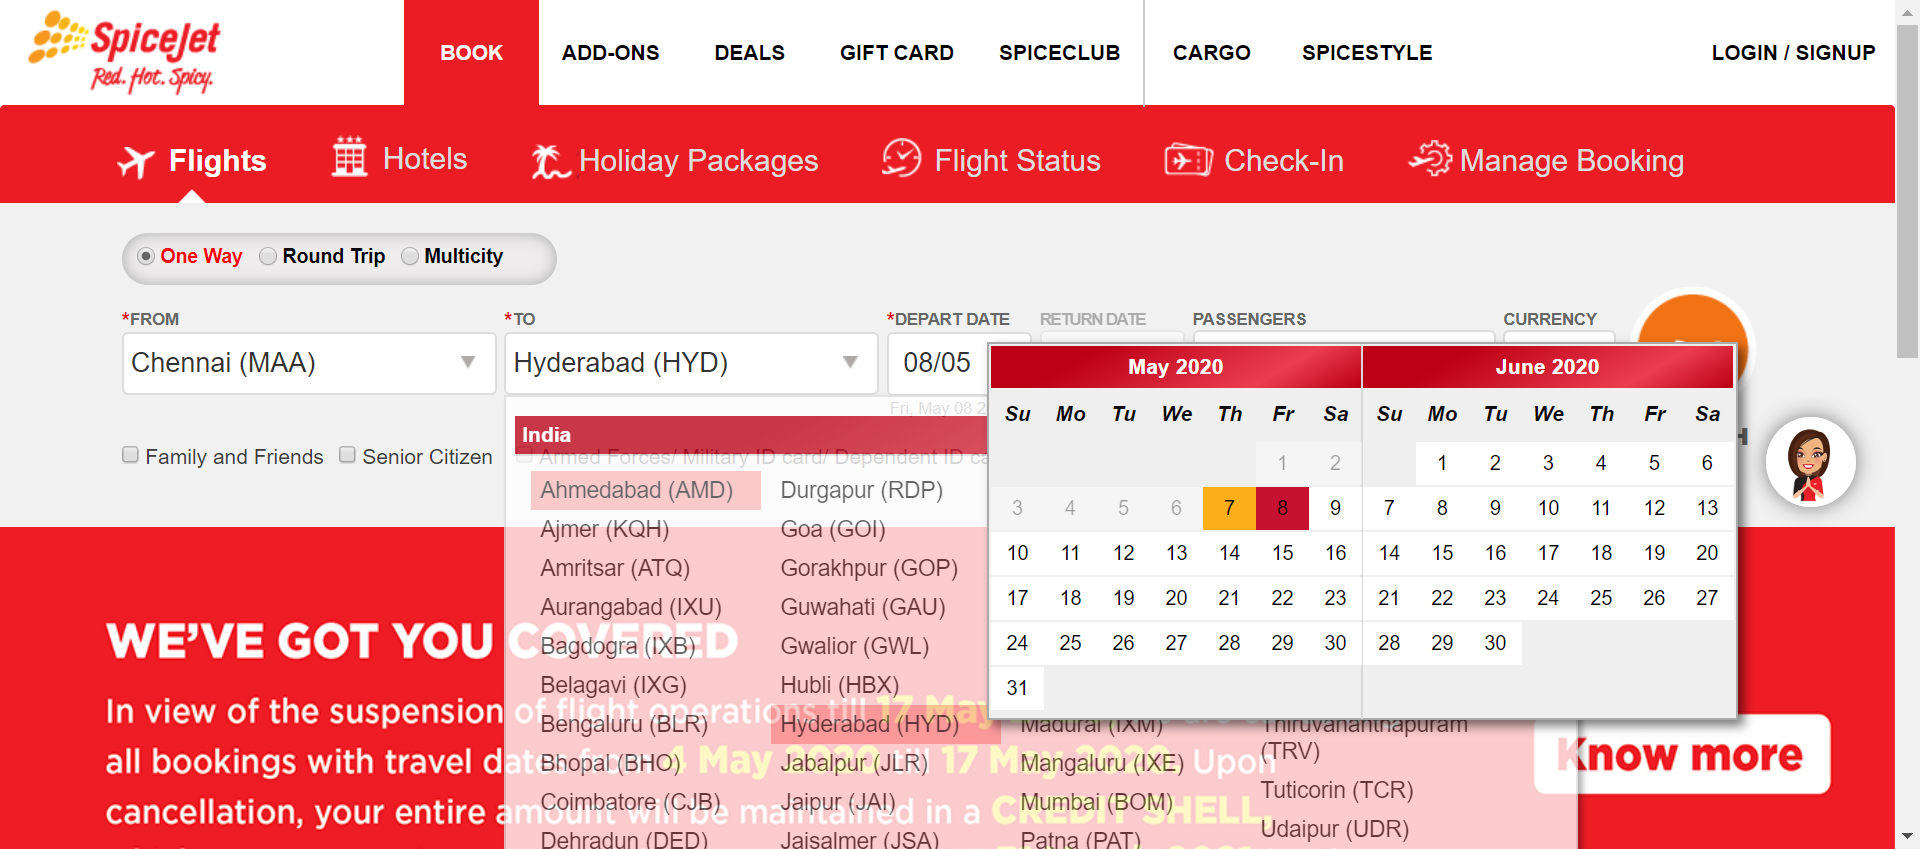 SpiceJet
Red. Hot. Spicy.
BOOK ADD-ONS DEALS GIFT CARD SPICECLUB CARGO SPICESTYLE LOGIN / SIGNUP
Flights Hotels Holiday Packages Flight Status Check-In Manage Booking
One Way Round Trip Multicity
*FROM *TO *DEPART DATE RETURN DATE PASSENGERS CURRENCY
Chennai (MAA) Hyderabad (HYD) 08/05
Fri, May 08 2
Family and Friends Senior Citizen Armed Forces/ Military ID card/ Dependent ID ca
India
Ahmedabad (AMD) Durgapur (RDP)
Ajmer (KQH) Goa (GOI)
Amritsar (ATQ) Gorakhpur (GOP)
Aurangabad (IXU) Guwahati (GAU)
Bagdogra (IXB) Gwalior (GWL)
Belagavi (IXG) Hubli (HBX)
Bengaluru (BLR) Hyderabad (HYD) Madurai (IXM) Thiruvananthapuram
(TRV)
Bhopal (BHO) Jabalpur (JLR) Mangaluru (IXE)
Coimbatore (CJB) Jaipur (JAI) Mumbai (BOM) Tuticorin (TCR)
Dehradun (DED) Jaisalmer (JSA) Patna (PAT) Udaipur (UDR)
May 2020
Su Mo Tu We Th Fr Sa
1 2
3 4 5 6 7 8 9
10 11 12 13 14 15 16
17 18 19 20 21 22 23
24 25 26 27 28 29 30
31
June 2020
Su Mo Tu We Th Fr Sa
1 2 3 4 5 6
7 8 9 10 11 12 13
14 15 16 17 18 19 20
21 22 23 24 25 26 27
28 29 30
WE'VE GOT YOU COVERED
In view of the suspension of flight operations till 17 May
all bookings with travel dates from 4 May 2020 till 17 May 2020. Upon
cancellation, your entire amount will be maintained in a CREDIT SHELL,
Know more